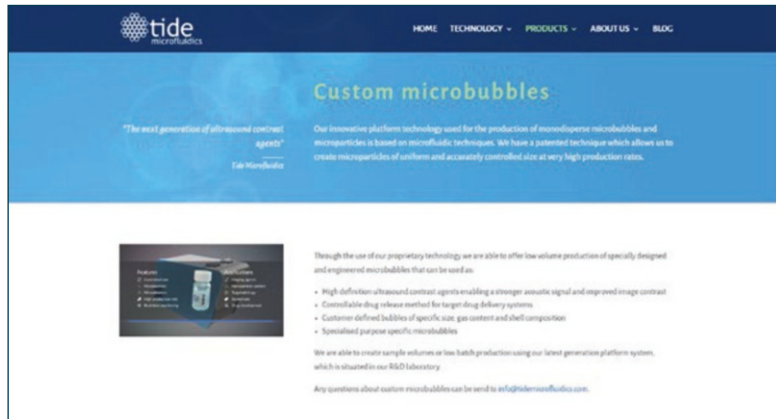 tide
microfluidics
HOME TECHNOLOGY PRODUCTS ABOUT US BLOG
Custom microbubbles
"The next generation of ultrasound contrast
agents"
Tide Microfluidics
Our innovative platform technology used for the production of monodisperse microbubbles and
microparticles is based on microfluidic techniques. We have a patented technique which allows us to
create microparticles of uniform and accurately controlled size at very high production rates.
Features
Applications
Through the use of our proprietary technology we are able to offer low volume production of specially designed
and engineered microbubbles that can be used as:
• High definition ultrasound contrast agents enabling a stronger acoustic signal and improved image contrast
• Controllable drug release method for target drug delivery systems
• Customer defined bubbles of specific size, gas content and shell composition
• Specialised purpose specific microbubbles
We are able to create sample volumes or low batch production using our latest generation platform system,
which is situated in our R&D laboratory.
Any questions about custom microbubbles can be send to info@tidemicrofluidics.com.